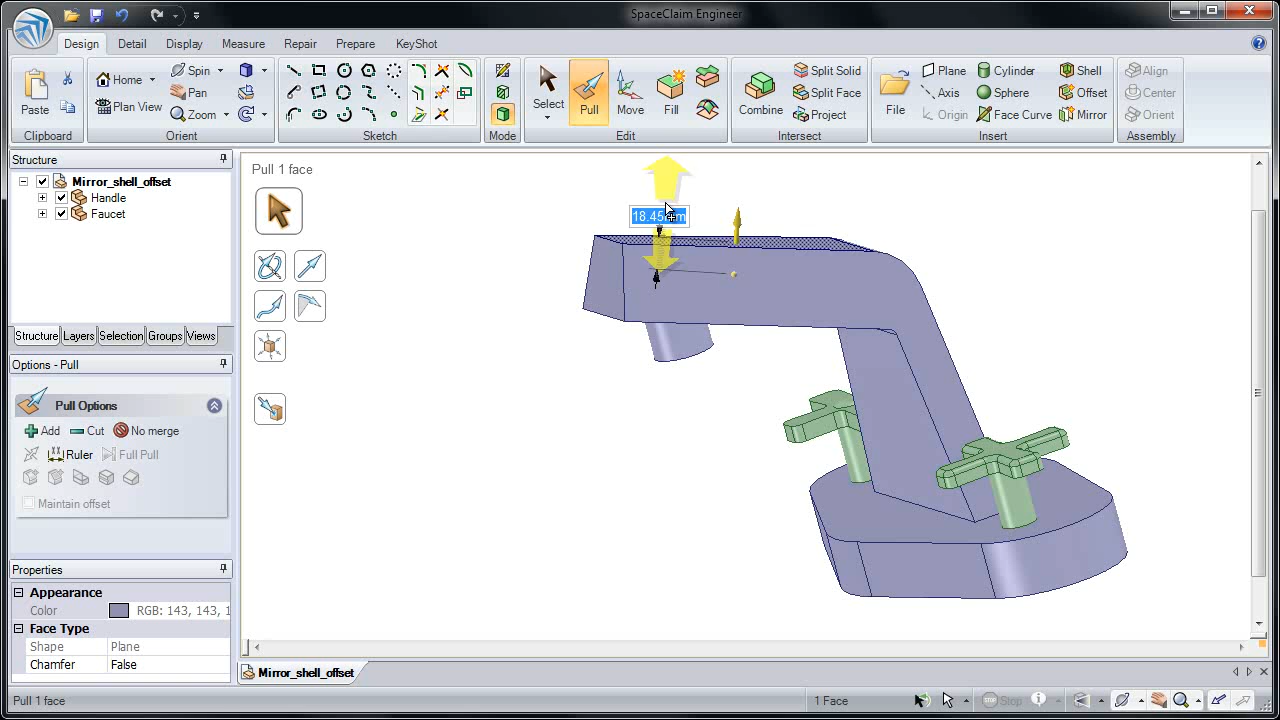 SpaceClaim Engineer
Design Detail Display Measure Repair Prepare KeyShot
Paste
Clipboard
Home Spin
Plan View Pan
Zoom
Orient
Sketch
Mode
Select Pull Move Fill
Edit
Combine
Split Solid
Split Face
Project
Intersect
File
Plane Cylinder Shell
Axis Sphere Offset
Origin Face Curve Mirror
Insert
Align
Center
Orient
Assembly
Structure
Mirror_shell_offset
Handle
Faucet
Structure Layers Selection Groups Views
Options - Pull
Pull Options
Add Cut No merge
Ruler Full Pull
Maintain offset
Properties
Appearance
Color RGB: 143, 143, 1
Face Type
Shape Plane
Chamfer False
Pull 1 face
Mirror_shell_offset
Pull 1 face 1 Face Stop